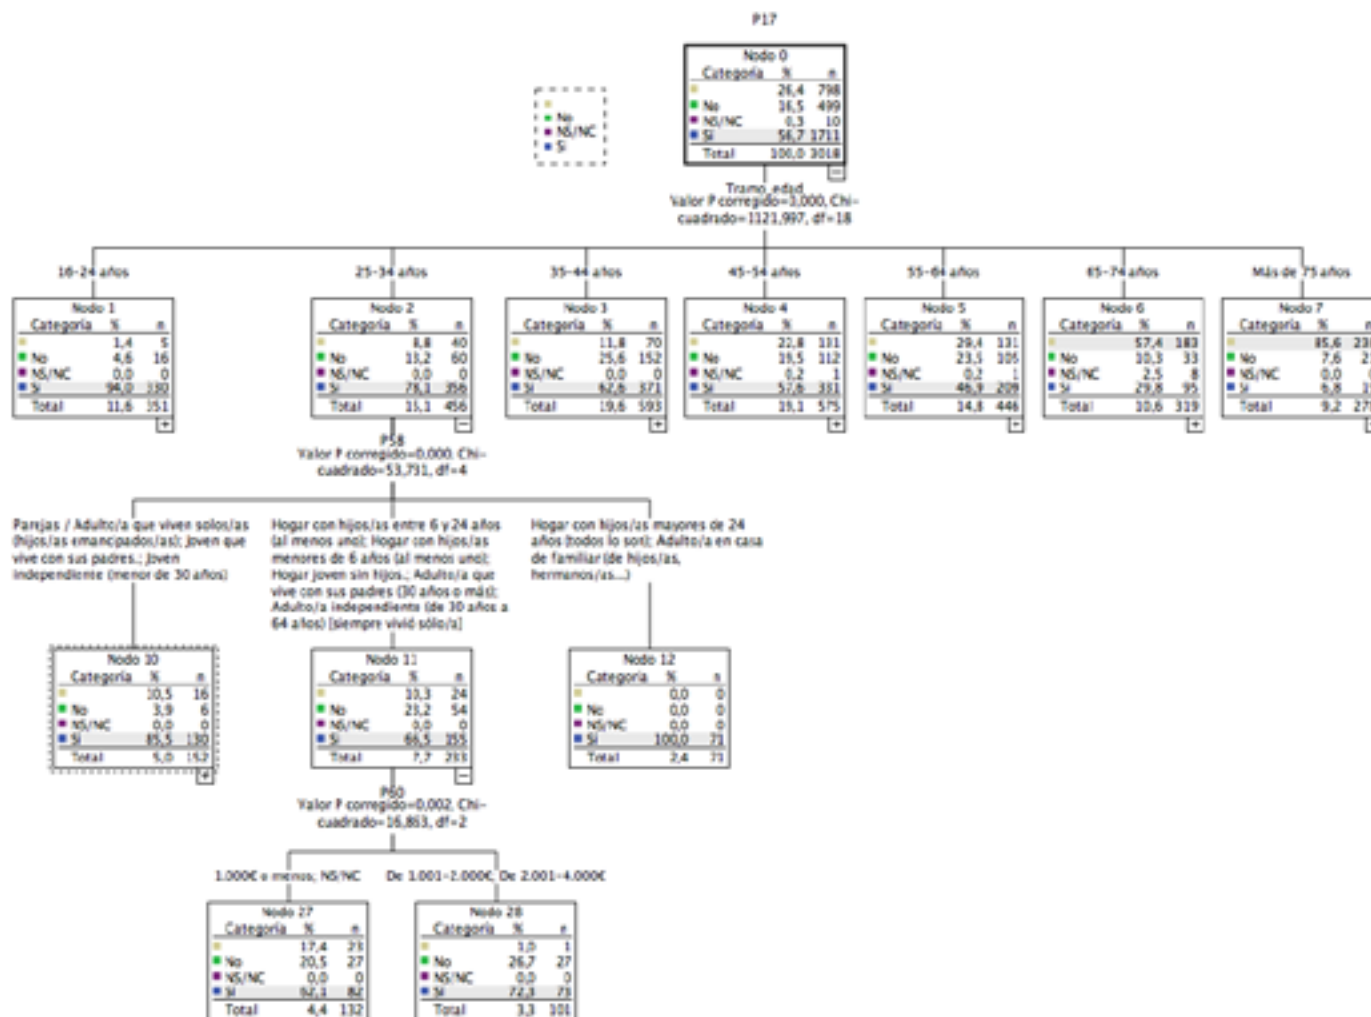 P17
Nodo 0
Categoría % n
26,4 798
No 16,5 499
NS/NC 0,3 10
Sí 56,7 1711
Total 100,0 3018
No
NS/NC
Sí
Tramo_edad
Valor P corregido=0,000, Chi-
cuadrado=1121,997, df=18
16-24 años
25-34 años
35-44 años
45-54 años
55-64 años
65-74 años
Más de 75 años
Nodo 1
Categoría % n
1,4 5
No 4,6 16
NS/NC 0,0 0
Sí 94,0 330
Total 11,6 351
Nodo 2
Categoría % n
8,8 40
No 13,2 60
NS/NC 0,0 0
Sí 78,1 356
Total 15,1 456
Nodo 3
Categoría % n
11,8 70
No 25,6 152
NS/NC 0,0 0
Sí 62,6 371
Total 19,6 593
Nodo 4
Categoría % n
22,8 131
No 19,5 112
NS/NC 0,2 1
Sí 57,6 331
Total 19,1 575
Nodo 5
Categoría % n
29,4 131
No 23,5 105
NS/NC 0,2 1
Sí 46,9 209
Total 14,8 446
Nodo 6
Categoría % n
57,4 183
No 10,3 33
NS/NC 2,5 8
Sí 29,8 95
Total 10,6 319
Nodo 7
Categoría %
85,6
No 7,6
NS/NC 0,0
Sí 6,8
Total 9,2
P58
Valor P corregido=0,000, Chi-
cuadrado=53,731, df=4
Parejas / Adulto/a que viven solos/as
(hijos/as emancipados/as); Joven que
vive con sus padres.; Joven
independiente (menor de 30 años)
Hogar con hijos/as entre 6 y 24 años
(al menos uno); Hogar con hijos/as
menores de 6 años (al menos uno);
Hogar joven sin hijos.; Adulto/a que
vive con sus padres (30 años o más);
Adulto/a independiente (de 30 años a
64 años) [siempre vivió sólo/a]
Hogar con hijos/as mayores de 24
años (todos lo son); Adulto/a en casa
de familiar (de hijos/as,
hermanos/as...)
Nodo 10
Categoría % n
10,5 16
No 3,9 6
NS/NC 0,0 0
Sí 85,5 130
Total 5,0 152
Nodo 11
Categoría % n
10,3 24
No 23,2 54
NS/NC 0,0 0
Sí 66,5 155
Total 7,7 233
Nodo 12
Categoría % n
0,0 0
No 0,0 0
NS/NC 0,0 0
Sí 100,0 71
Total 2,4 71
P60
Valor P corregido=0,002, Chi-
cuadrado=16,863, df=2
1.000€ o menos; NS/NC
De 1.001-2.000€; De 2.001-4.000€
Nodo 27
Categoría % n
17,4 23
No 20,5 27
NS/NC 0,0 0
Sí 62,1 82
Total 4,4 132
Nodo 28
Categoría % n
1,0 1
No 26,7 27
NS/NC 0,0 0
Sí 72,3 73
Total 3,3 101